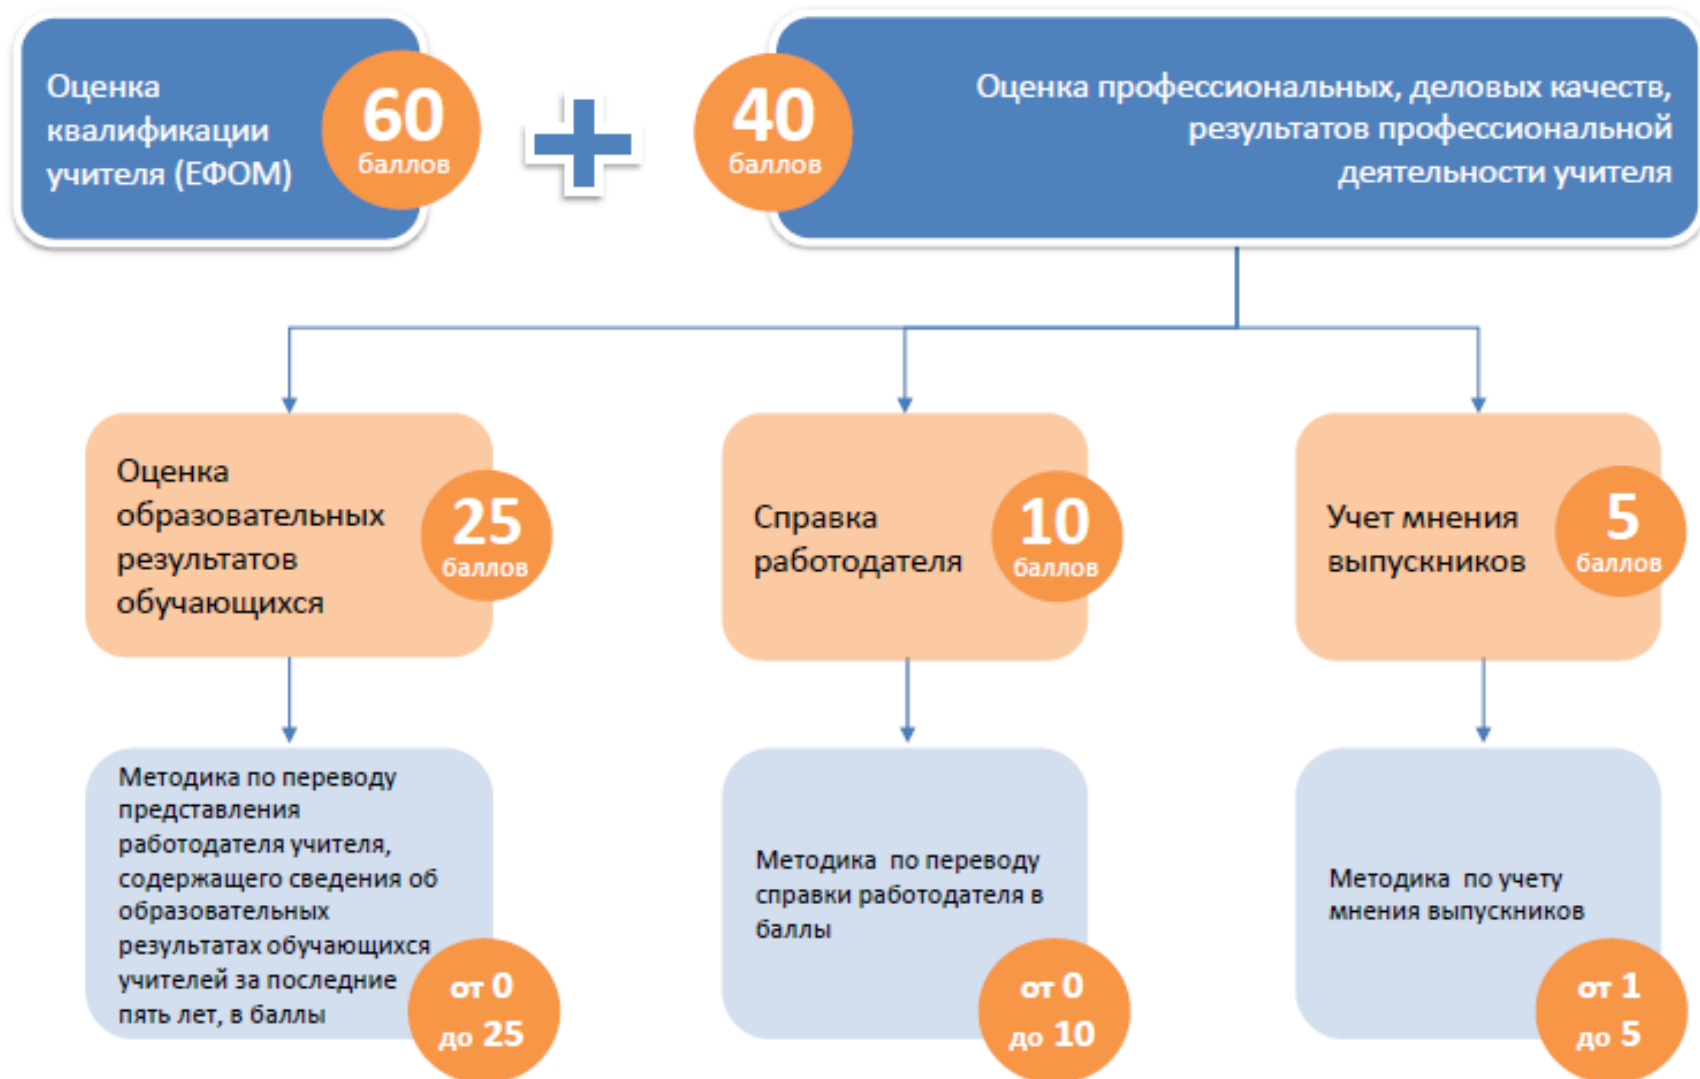 Оценка
квалификации
учителя (ЕФОМ)
60
баллов
40
баллов
Оценка профессиональных, деловых качеств,
результатов профессиональной
деятельности учителя
Оценка
образовательных
результатов
обучающихся
25
баллов
Справка
работодателя
10
баллов
Учет мнения
выпускников
5
баллов
Методика по переводу
представления
работодателя учителя,
содержащего сведения об
образовательных
результатах обучающихся
учителей за последние
пять лет, в баллы
от 0
до 25
Методика по переводу
справки работодателя в
баллы
от 0
до 10
Методика по учету
мнения выпускников
от 1
до 5